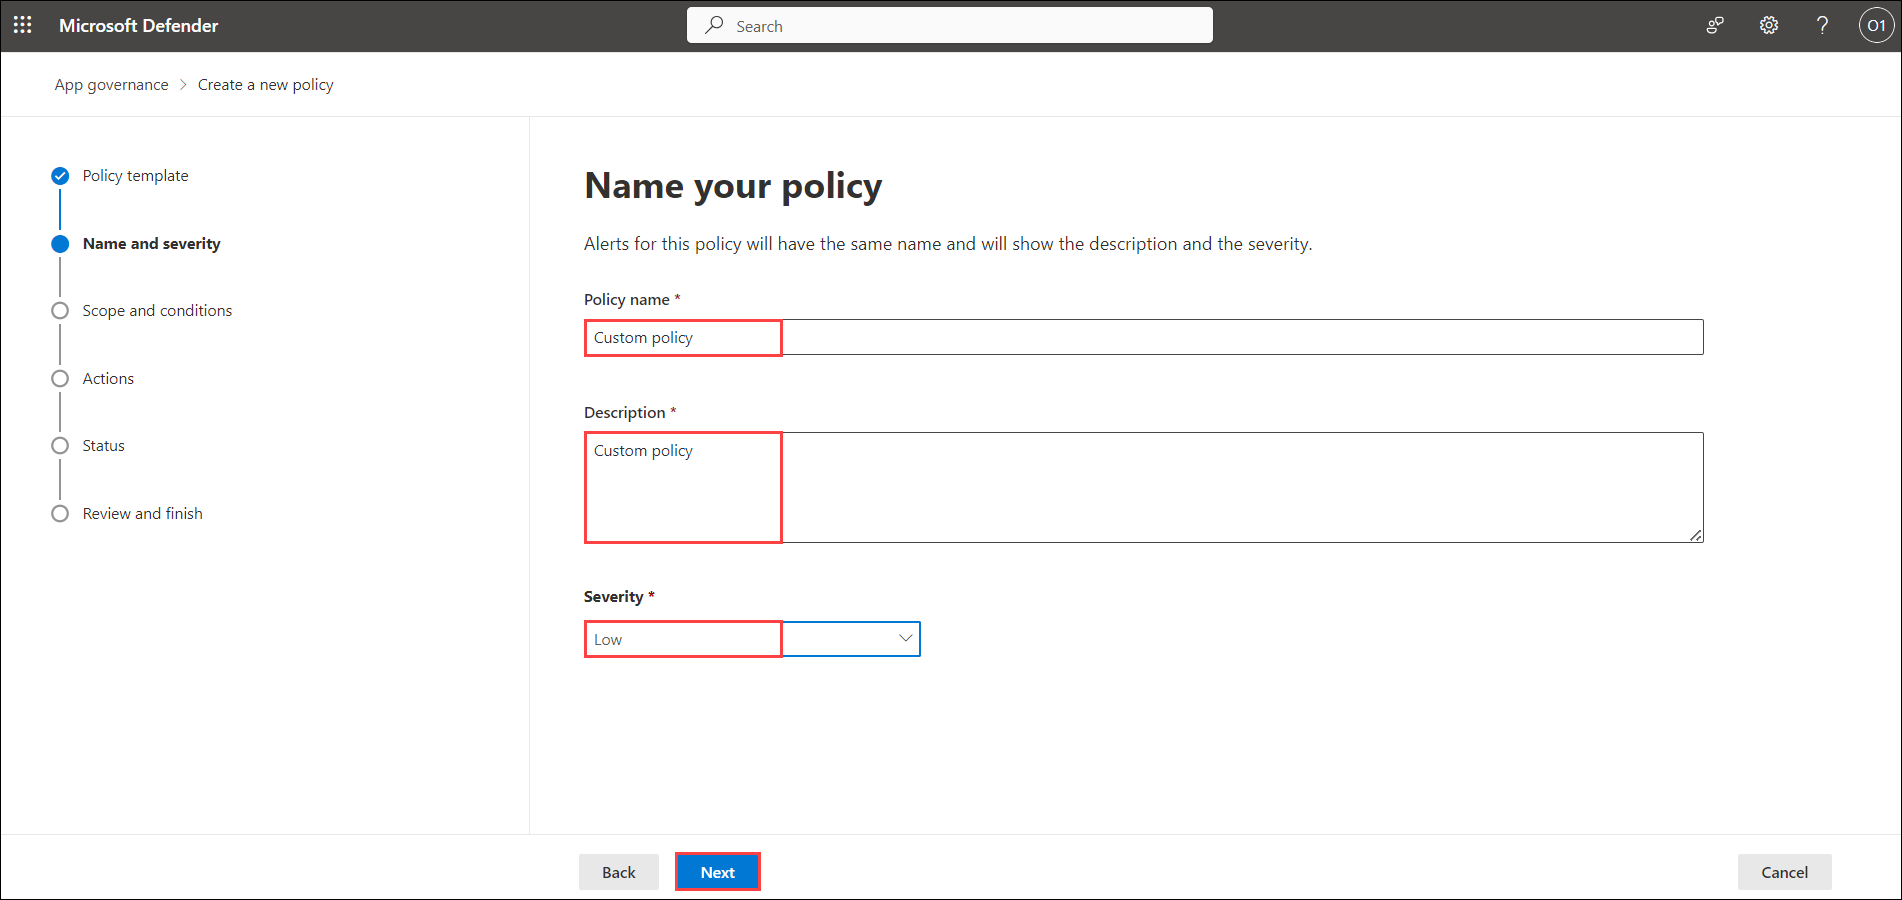 Microsoft Defender
Search
O1
App governance > Create a new policy
Policy template
Name and severity
Scope and conditions
Actions
Status
Review and finish
Name your policy
Alerts for this policy will have the same name and will show the description and the severity.
Policy name *
Custom policy
Description *
Custom policy
Severity *
Low
Back
Next
Cancel